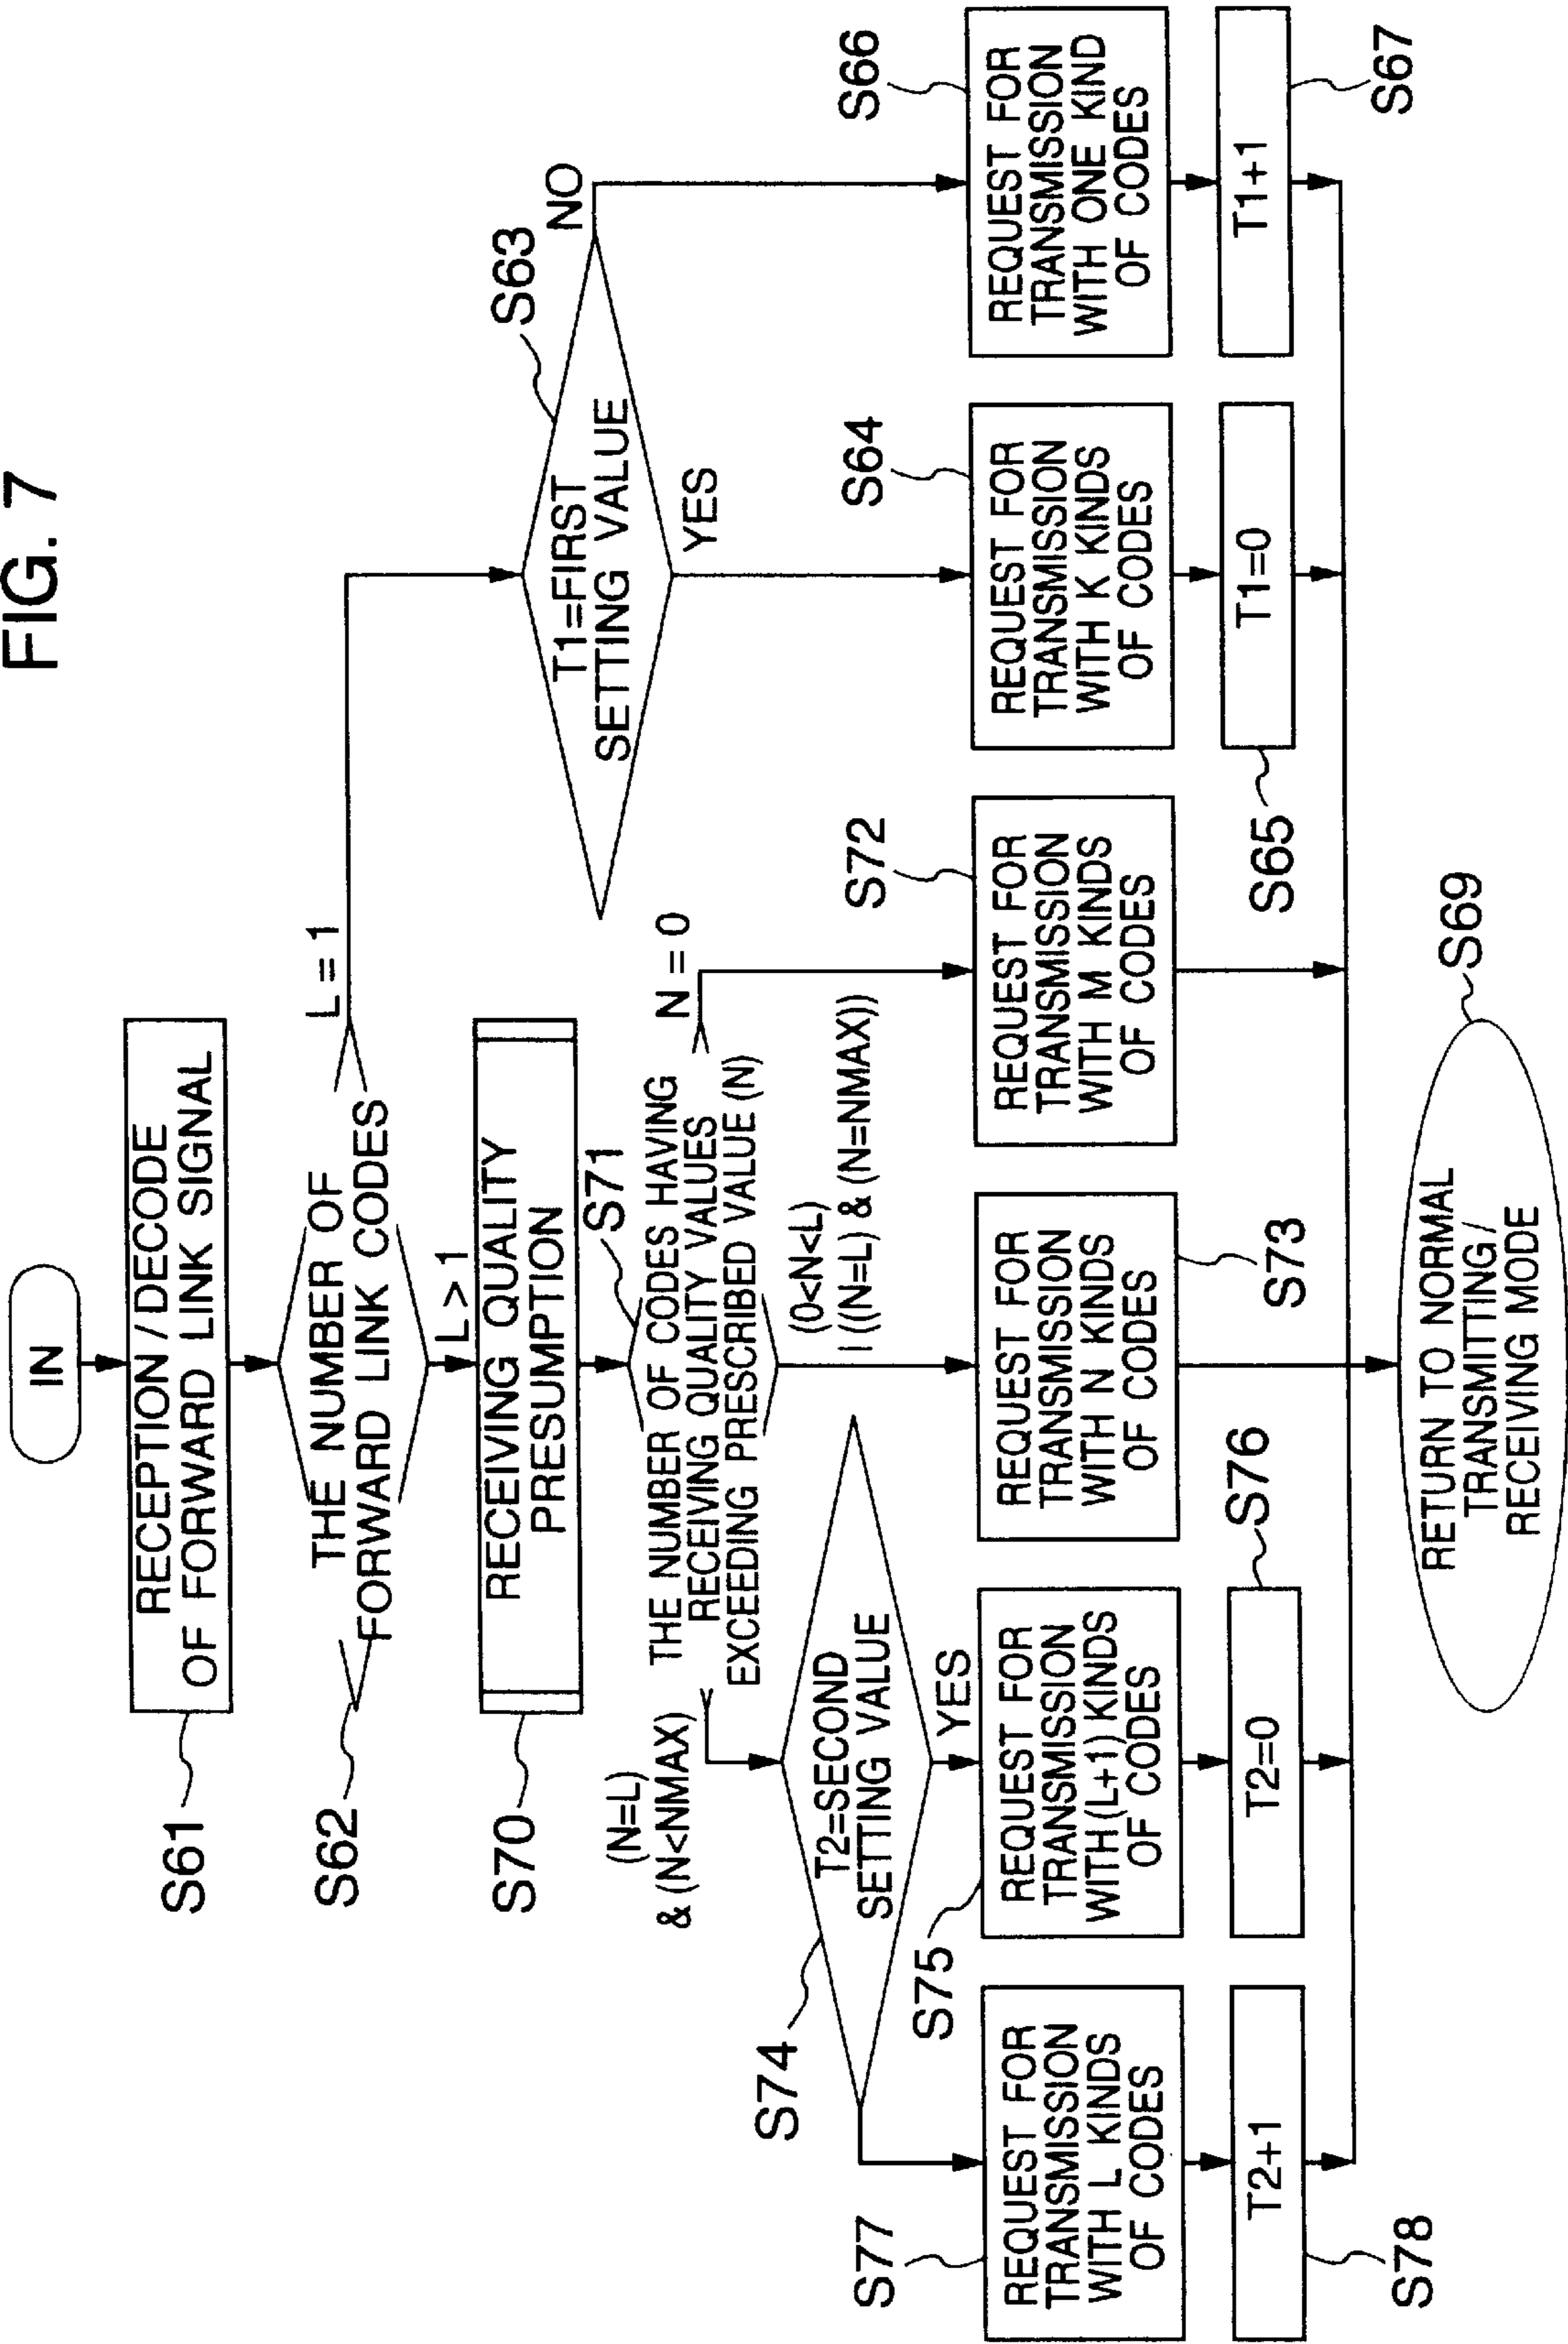 FIG. 7
IN
S61
RECEPTION / DECODE
OF FORWARD LINK SIGNAL
S62
THE NUMBER OF
FORWARD LINK CODES
L = 1
L > 1
S63
T1=FIRST
SETTING VALUE
NO
YES
S70
RECEIVING QUALITY
PRESUMPTION
S71
THE NUMBER OF CODES HAVING
RECEIVING QUALITY VALUES
EXCEEDING PRESCRIBED VALUE (N)
N = 0
(N=L)
& (N<NMAX)
(0<N<L)
| ((N=L) & (N=NMAX))
S74
T2=SECOND
SETTING VALUE
YES
S77
REQUEST FOR
TRANSMISSION
WITH L KINDS
OF CODES
S75
REQUEST FOR
TRANSMISSION
WITH (L+1) KINDS
OF CODES
S73
REQUEST FOR
TRANSMISSION
WITH N KINDS
OF CODES
S72
REQUEST FOR
TRANSMISSION
WITH M KINDS
OF CODES
S64
REQUEST FOR
TRANSMISSION
WITH K KINDS
OF CODES
S66
REQUEST FOR
TRANSMISSION
WITH ONE KIND
OF CODES
S78
T2+1
S76
T2=0
S65
T1=0
S67
T1+1
S69
RETURN TO NORMAL
TRANSMITTING /
RECEIVING MODE